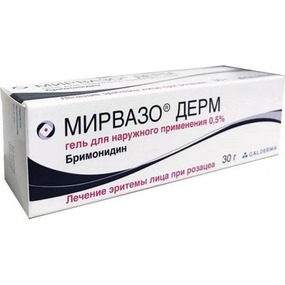 МИРВАЗО® ДЕРМ
гель для наружного применения 0,5%
Бримонидин
30 г
Лечение эритемы лица при розацеа
GALDERMA